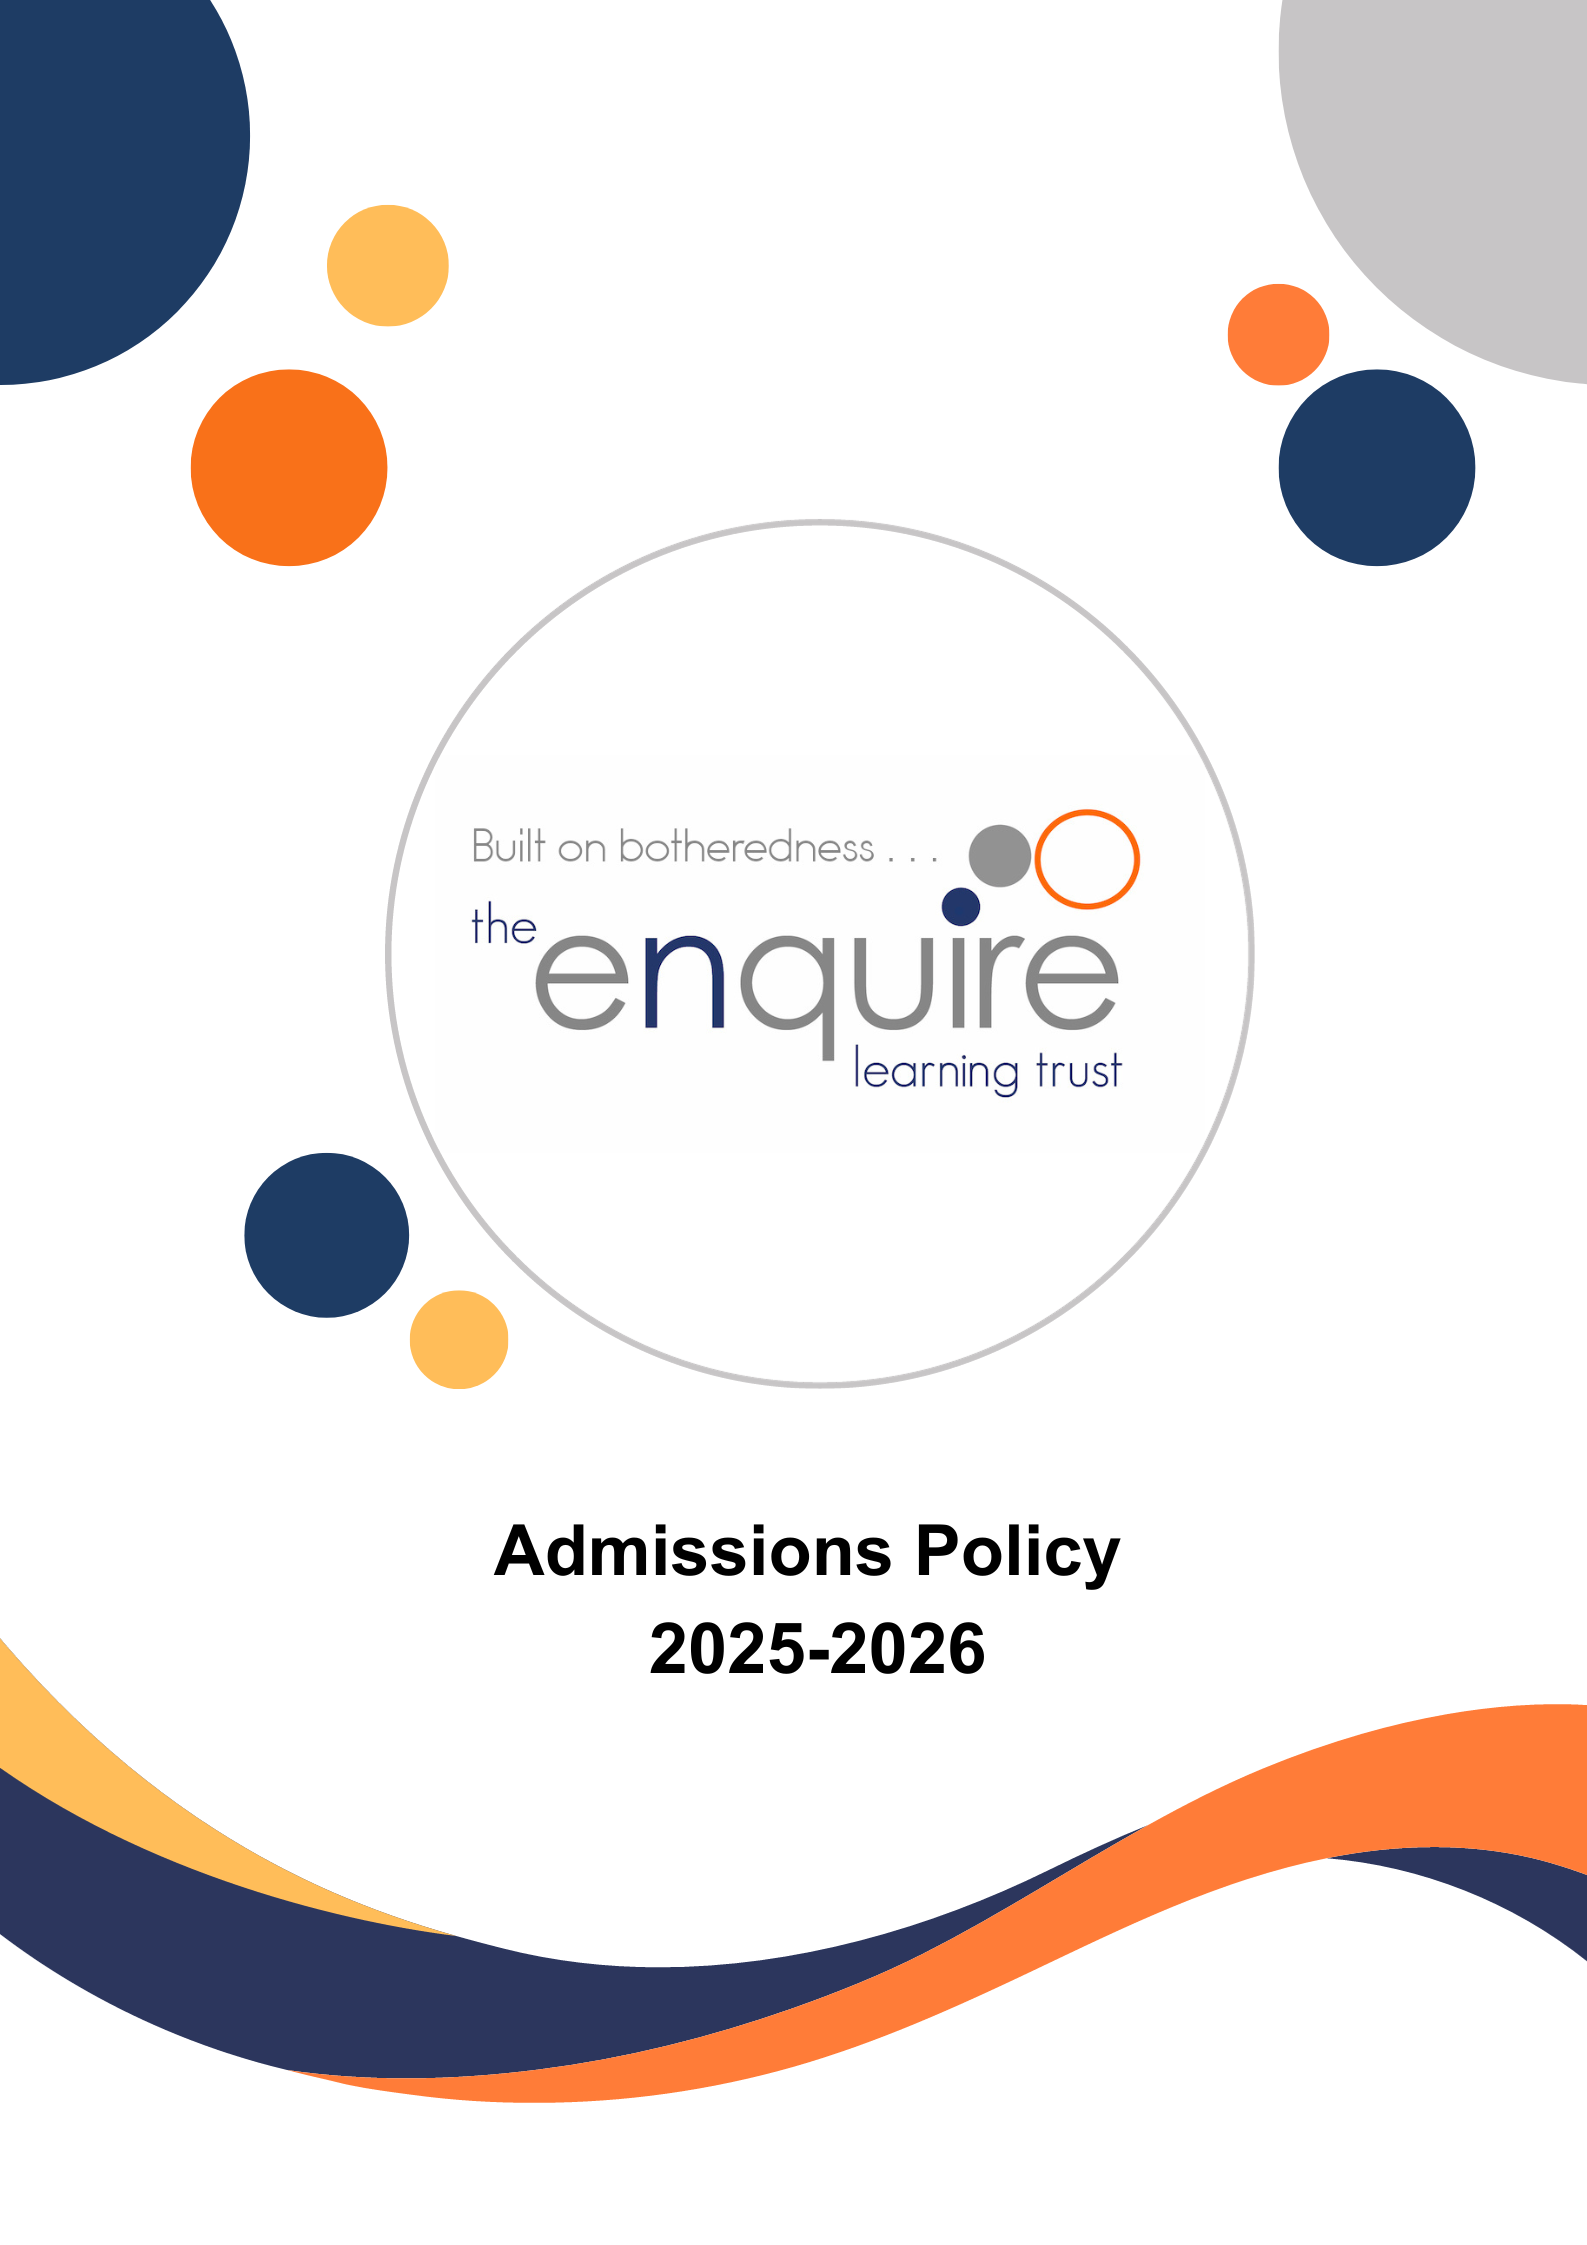 Built on botheredness . . .
the
enquire
learning trust
Admissions Policy
2025-2026